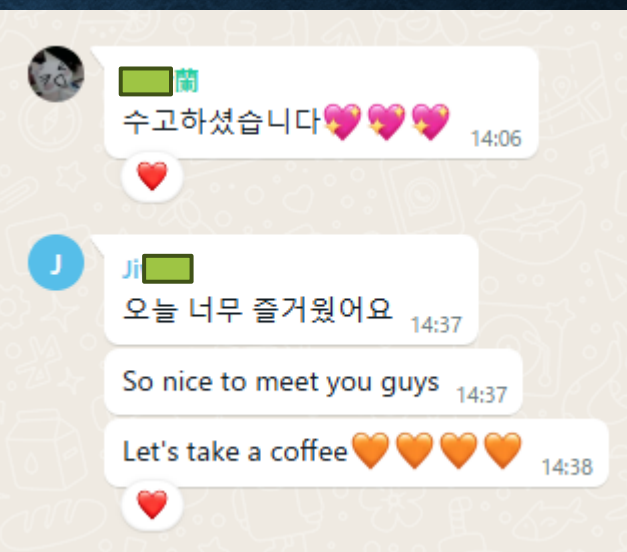 蘭
수고하셨습니다💖💖💖 14:06
J
Ji
오늘 너무 즐거웠어요 14:37
So nice to meet you guys 14:37
Let's take a coffee🧡🧡🧡🧡 14:38